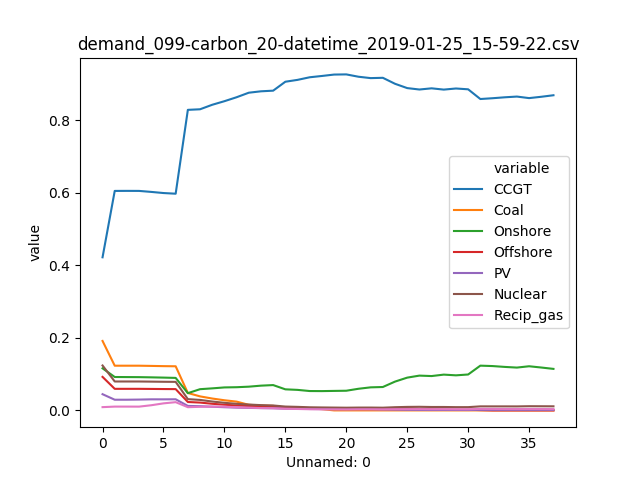 demand_099-carbon_20-datetime_2019-01-25_15-59-22.csv
value
0.8
0.6
0.4
0.2
0.0
variable
CCGT
Coal
Onshore
Offshore
PV
Nuclear
Recip_gas
0 5 10 15 20 25 30 35
Unnamed: 0